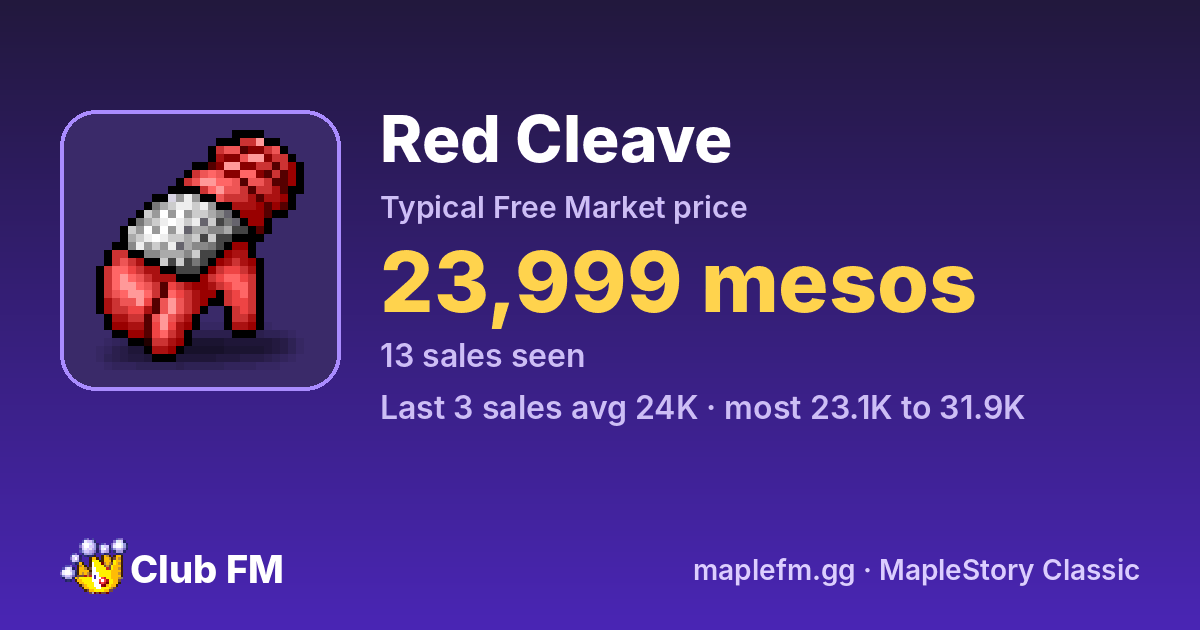 Red Cleave
Typical Free Market price
23,999 mesos
13 sales seen
Last 3 sales avg 24K · most 23.1K to 31.9K
Club FM
maplefm.gg · MapleStory Classic